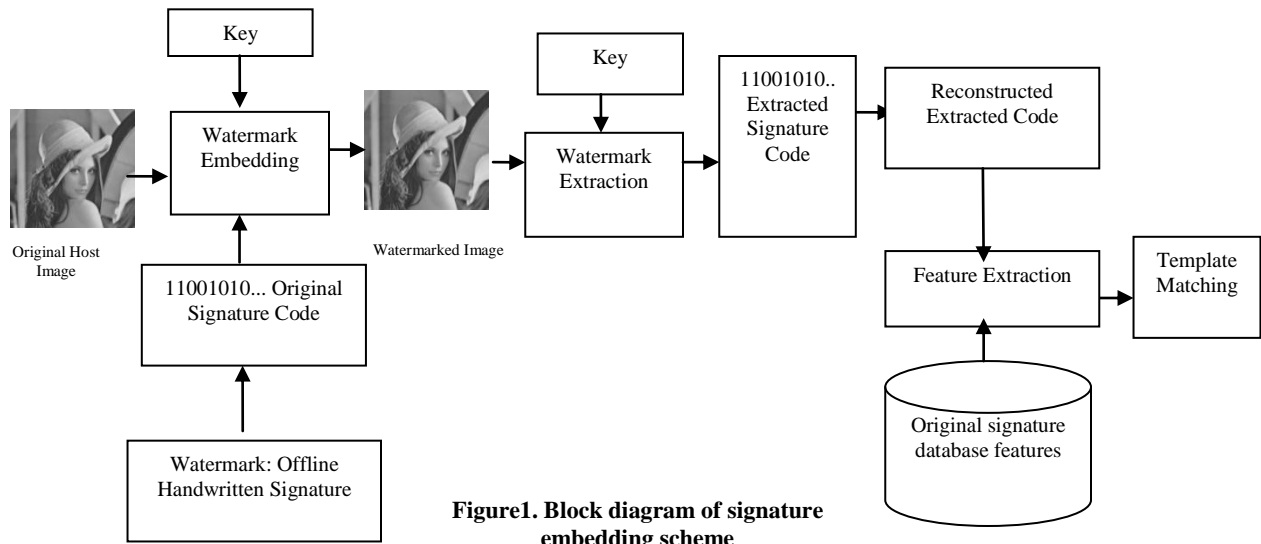 Key
Watermark
Embedding
Original Host
Image
11001010... Original
Signature Code
Watermark: Offline
Handwritten Signature
Watermarked Image
Key
Watermark
Extraction
11001010..
Extracted
Signature
Code
Reconstructed
Extracted Code
Feature Extraction
Template
Matching
Original signature
database features
Figure1. Block diagram of signature
embedding scheme